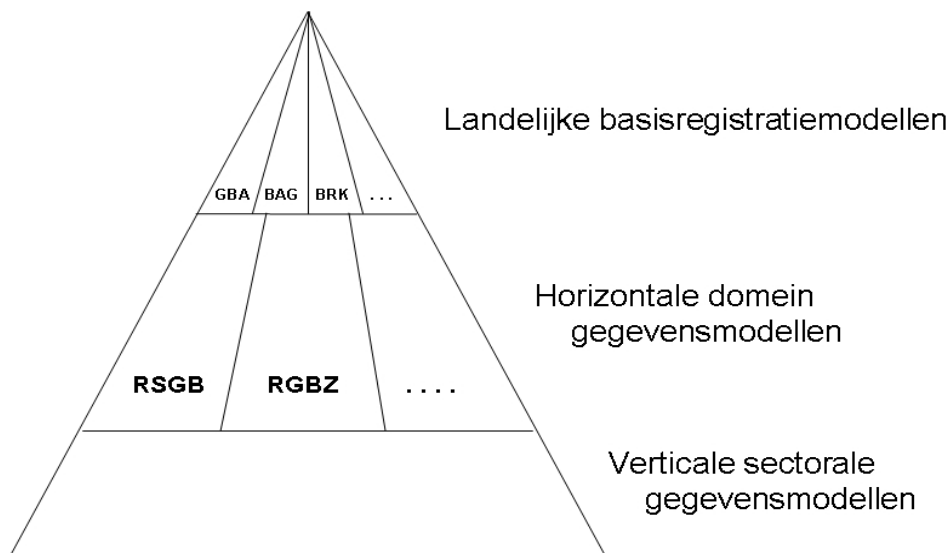 Landelijke basisregistratiemodellen
GBA BAG BRK ...
Horizontale domein
gegevensmodellen
RSGB RGBZ ....
Verticale sectorale
gegevensmodellen